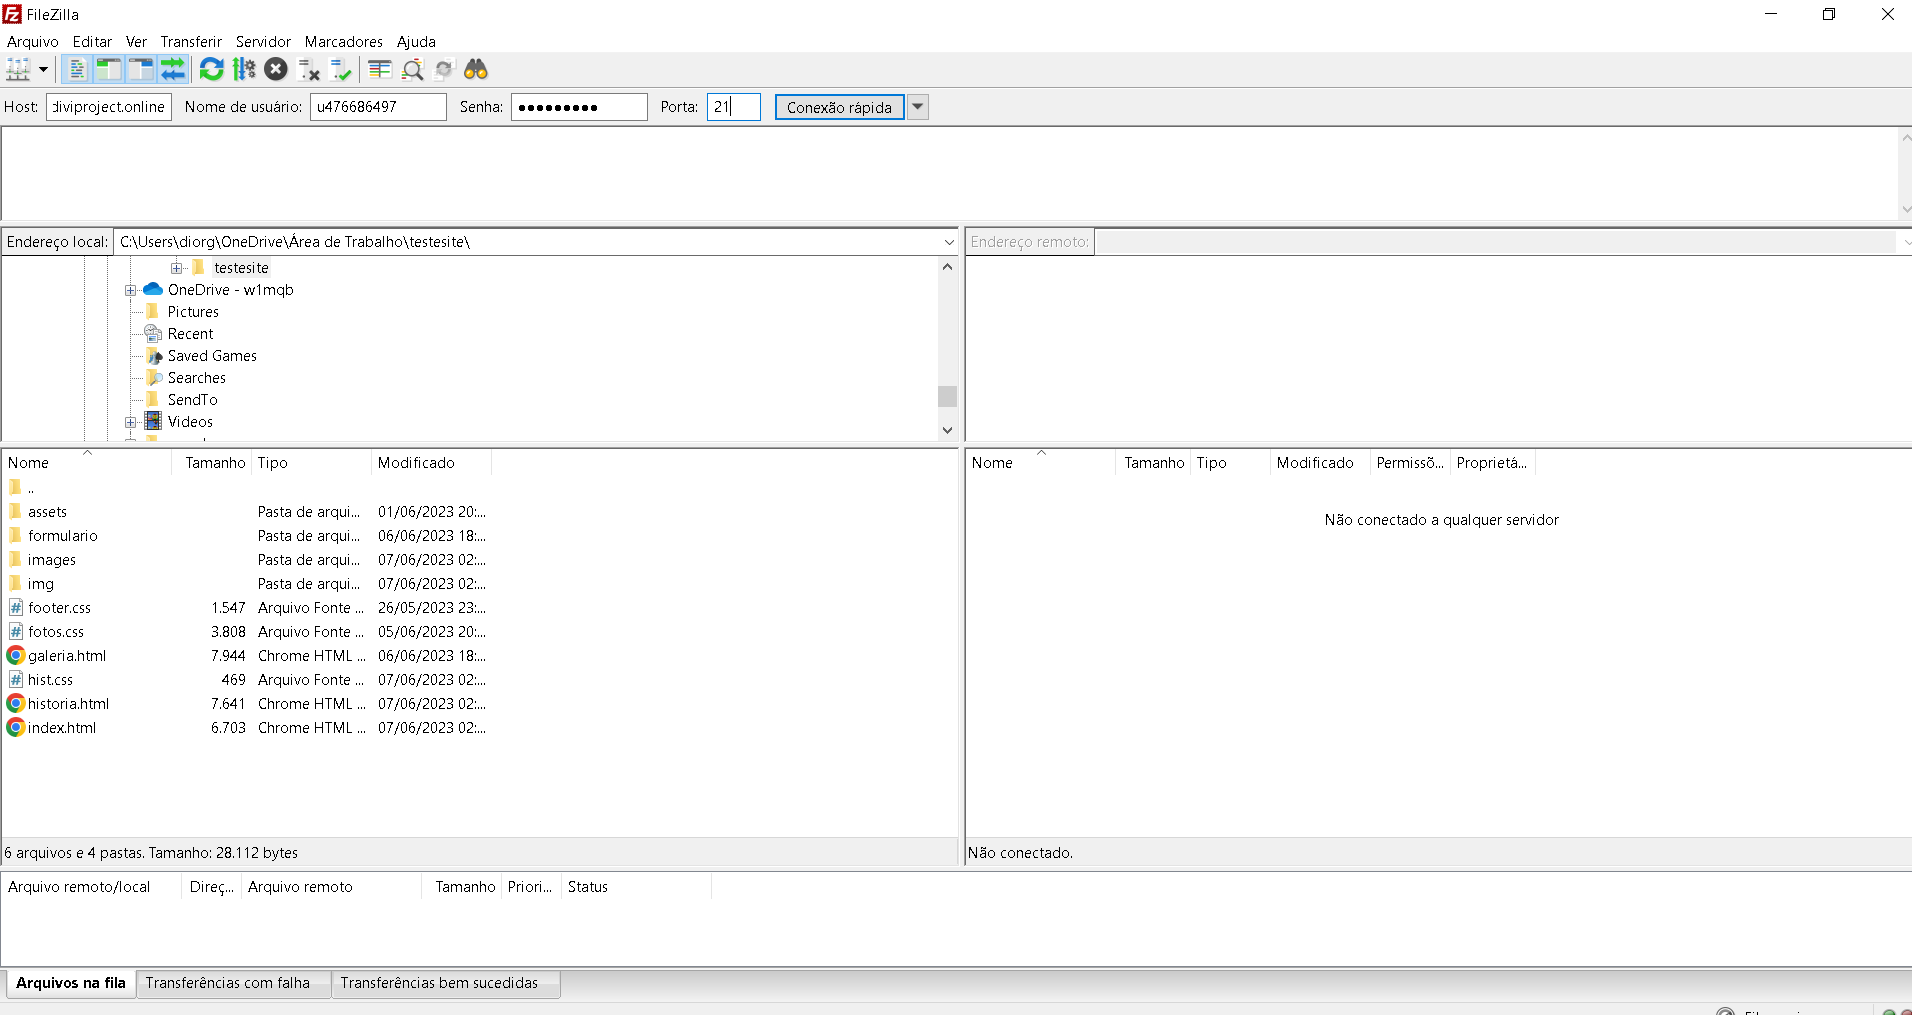 FileZilla
Arquivo Editar Ver Transferir Servidor Marcadores Ajuda
Host: diviproject.online Nome de usuário: u476686497 Senha: ●●●●●●●●● Porta: 21 Conexão rápida
Endereço local: C:\Users\diorg\OneDrive\Área de Trabalho\testesite\
Endereço remoto:
testesite
OneDrive - w1mqb
Pictures
Recent
Saved Games
Searches
SendTo
Videos
Nome Tamanho Tipo Modificado
..
assets Pasta de arqui... 01/06/2023 20:...
formulario Pasta de arqui... 06/06/2023 18:...
images Pasta de arqui... 07/06/2023 02:...
img Pasta de arqui... 07/06/2023 02:...
footer.css 1.547 Arquivo Fonte ... 26/05/2023 23:...
fotos.css 3.808 Arquivo Fonte ... 05/06/2023 20:...
galeria.html 7.944 Chrome HTML ... 06/06/2023 18:...
hist.css 469 Arquivo Fonte ... 07/06/2023 02:...
historia.html 7.641 Chrome HTML ... 07/06/2023 02:...
index.html 6.703 Chrome HTML ... 07/06/2023 02:...
6 arquivos e 4 pastas. Tamanho: 28.112 bytes
Nome Tamanho Tipo Modificado Permissõ... Proprietá...
Não conectado a qualquer servidor
Não conectado.
Arquivo remoto/local Direç... Arquivo remoto Tamanho Priori... Status
Arquivos na fila Transferências com falha Transferências bem sucedidas